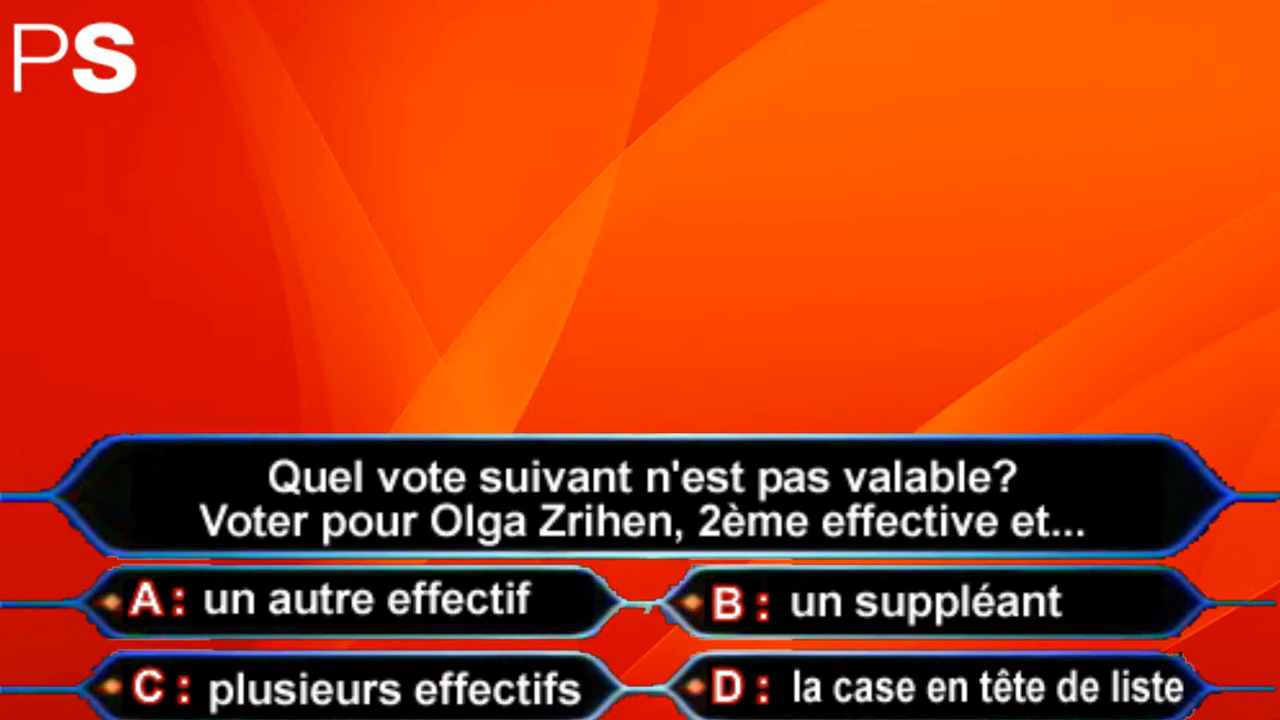 PS
Quel vote suivant n'est pas valable?
Voter pour Olga Zrihen, 2ème effective et...
A : un autre effectif
B : un suppléant
C : plusieurs effectifs
D : la case en tête de liste